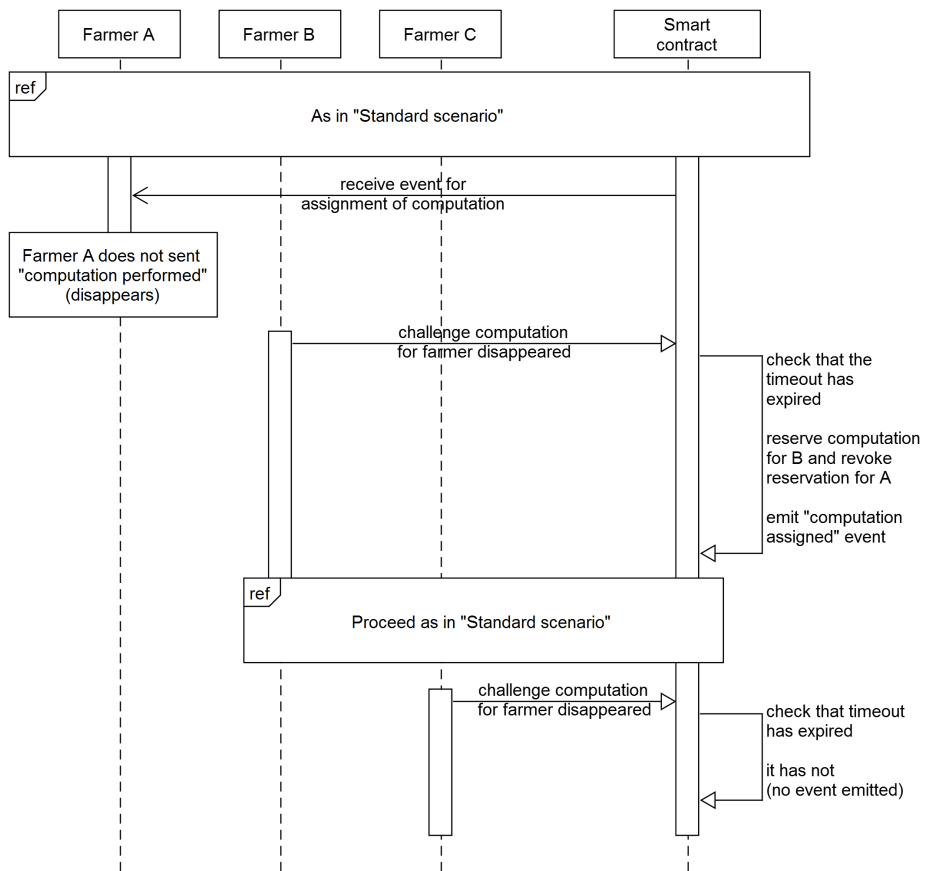 Farmer A
Farmer B
Farmer C
Smart
contract
ref
As in "Standard scenario"
receive event for
assignment of computation
Farmer A does not sent
"computation performed"
(disappears)
challenge computation
for farmer disappeared
check that the
timeout has
expired
reserve computation
for B and revoke
reservation for A
emit "computation
assigned" event
ref
Proceed as in "Standard scenario"
challenge computation
for farmer disappeared
check that timeout
has expired
it has not
(no event emitted)